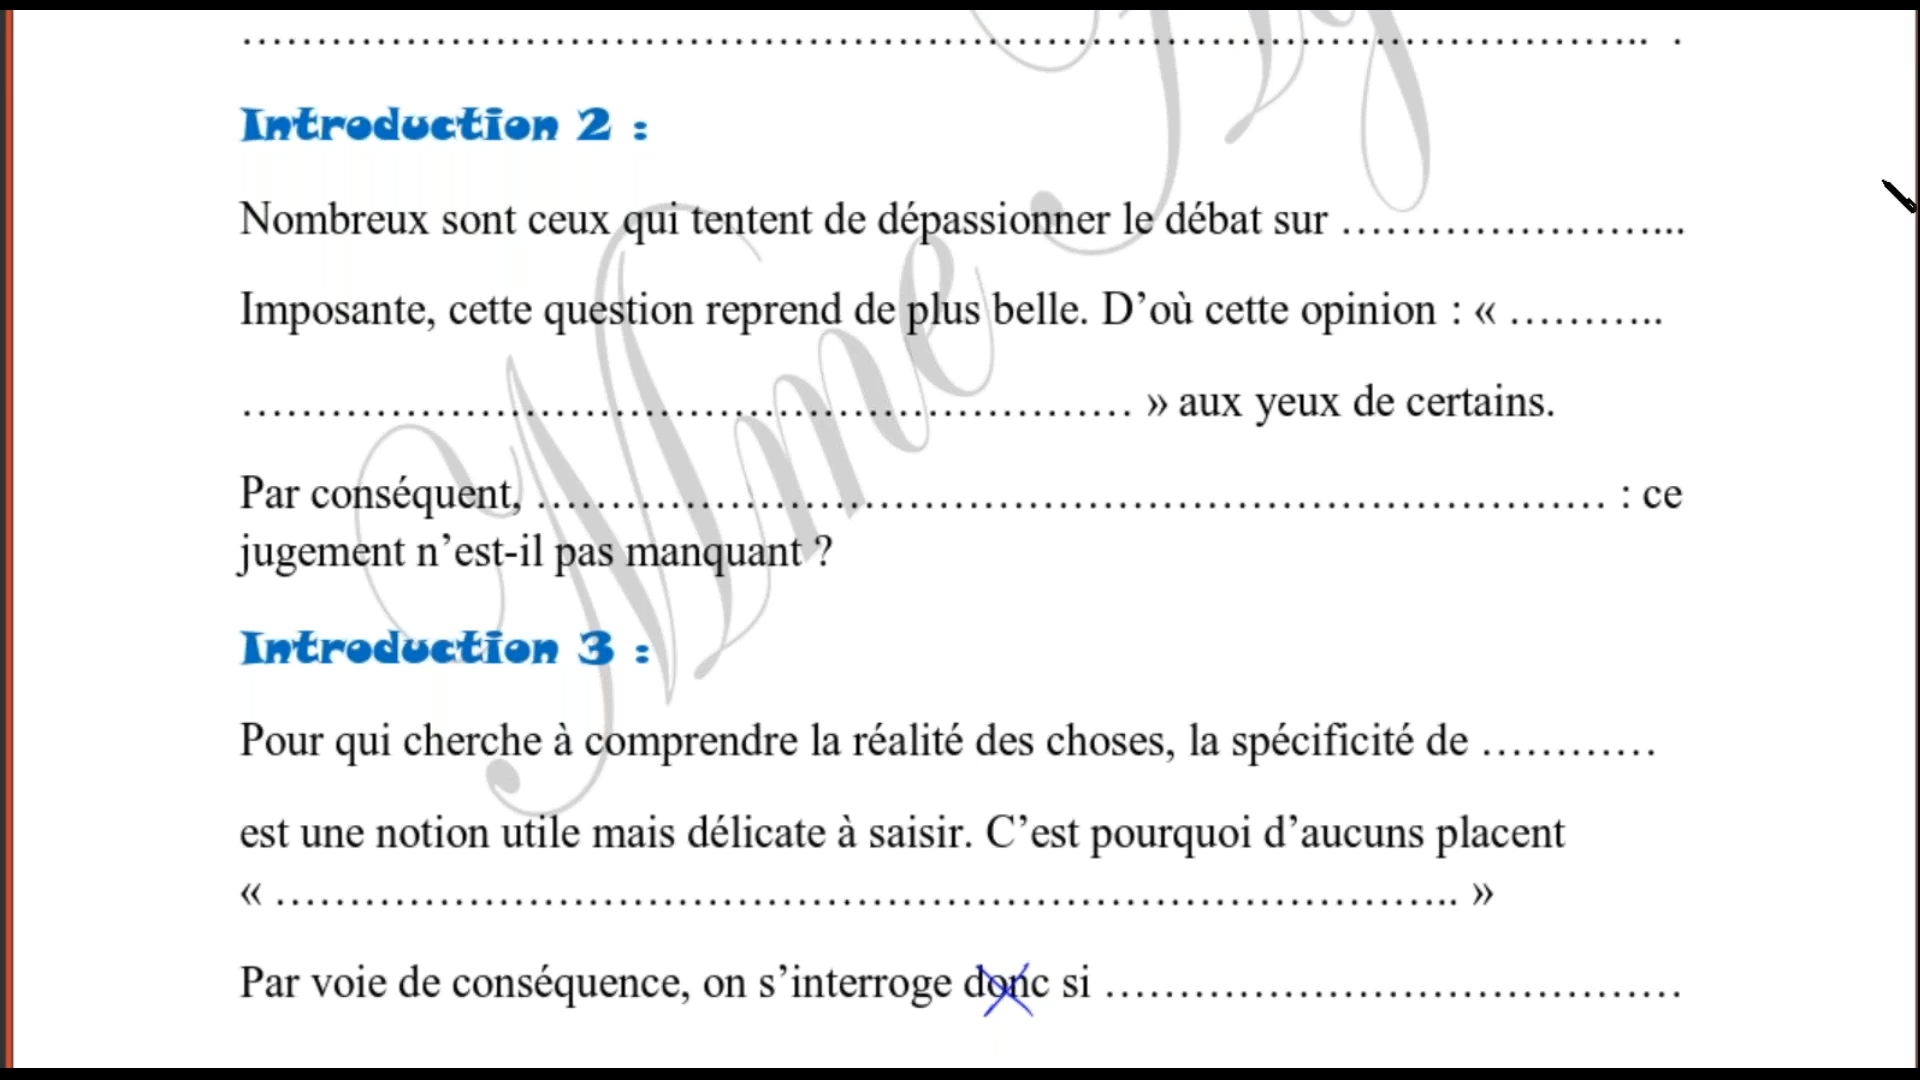 ……………………………………………………………………………………….. .
Introduction 2 :
Nombreux sont ceux qui tentent de dépassionner le débat sur …………………...
Imposante, cette question reprend de plus belle. D’où cette opinion : « ………..
……………………………………………………… » aux yeux de certains.
Par conséquent, ………………………………………………………………… : ce
jugement n’est-il pas manquant ?
Introduction 3 :
Pour qui cherche à comprendre la réalité des choses, la spécificité de …………
est une notion utile mais délicate à saisir. C’est pourquoi d’aucuns placent
« ……………………………………………………………………….. »
Par voie de conséquence, on s’interroge donc si …………………………………
Mme